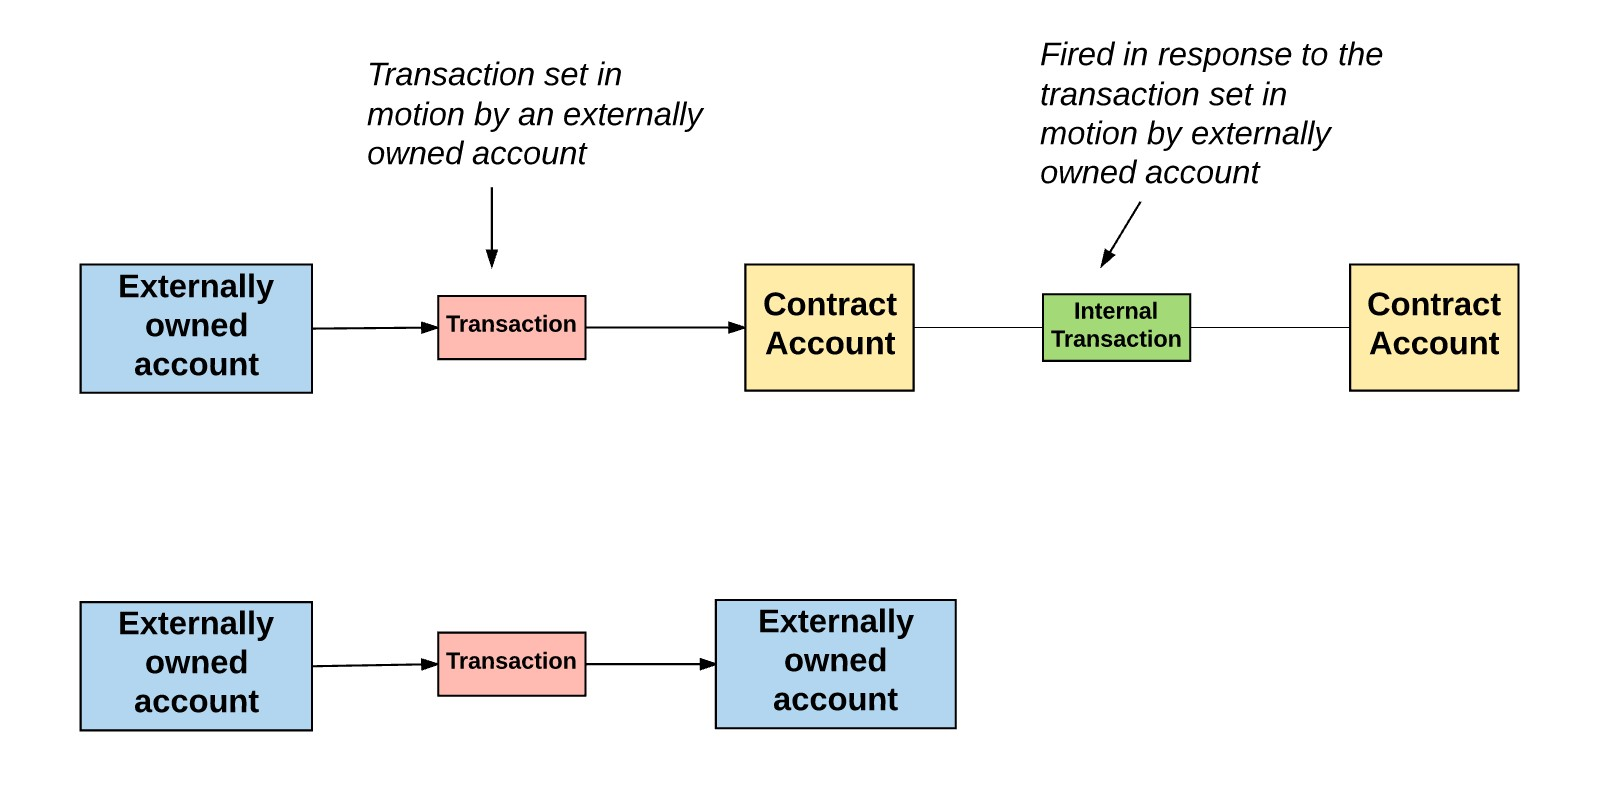 Transaction set in
motion by an externally
owned account
Fired in response to the
transaction set in
motion by externally
owned account
Externally
owned
account
Transaction
Contract
Account
Internal
Transaction
Contract
Account
Externally
owned
account
Transaction
Externally
owned
account